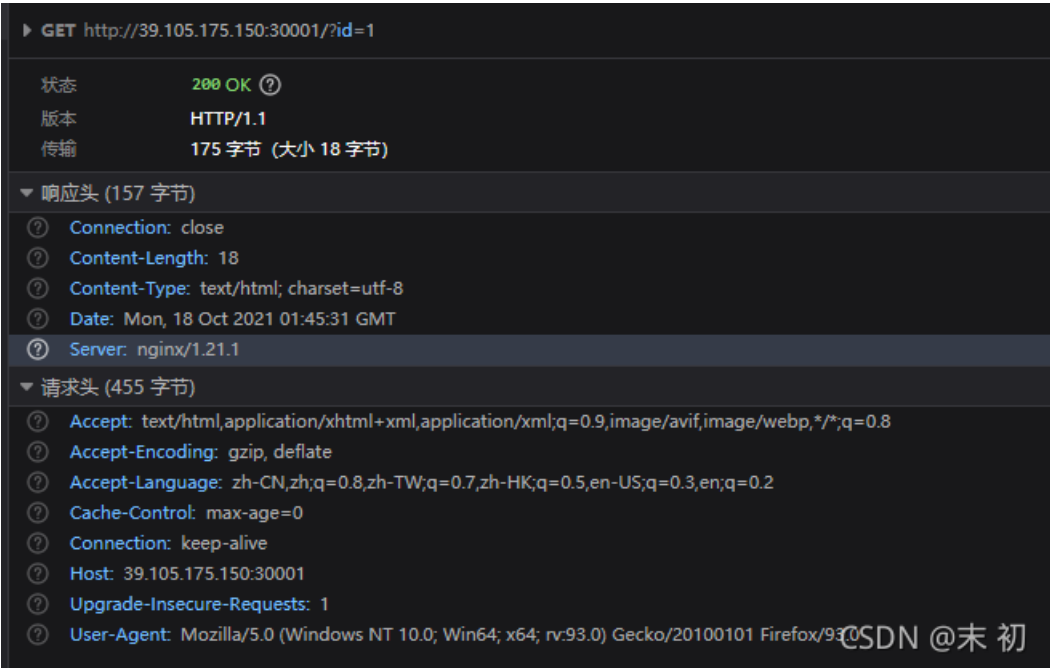 GET http://39.105.175.150:30001/?id=1
状态 200 OK ?
版本 HTTP/1.1
传输 175 字节 (大小 18 字节)
响应头 (157 字节)
? Connection: close
? Content-Length: 18
? Content-Type: text/html; charset=utf-8
? Date: Mon, 18 Oct 2021 01:45:31 GMT
? Server: nginx/1.21.1
请求头 (455 字节)
? Accept: text/html,application/xhtml+xml,application/xml;q=0.9,image/avif,image/webp,*/*;q=0.8
? Accept-Encoding: gzip, deflate
? Accept-Language: zh-CN,zh;q=0.8,zh-TW;q=0.7,zh-HK;q=0.5,en-US;q=0.3,en;q=0.2
? Cache-Control: max-age=0
? Connection: keep-alive
? Host: 39.105.175.150:30001
? Upgrade-Insecure-Requests: 1
? User-Agent: Mozilla/5.0 (Windows NT 10.0; Win64; x64; rv:93.0) Gecko/20100101 Firefox/93.0
CSDN @末 初